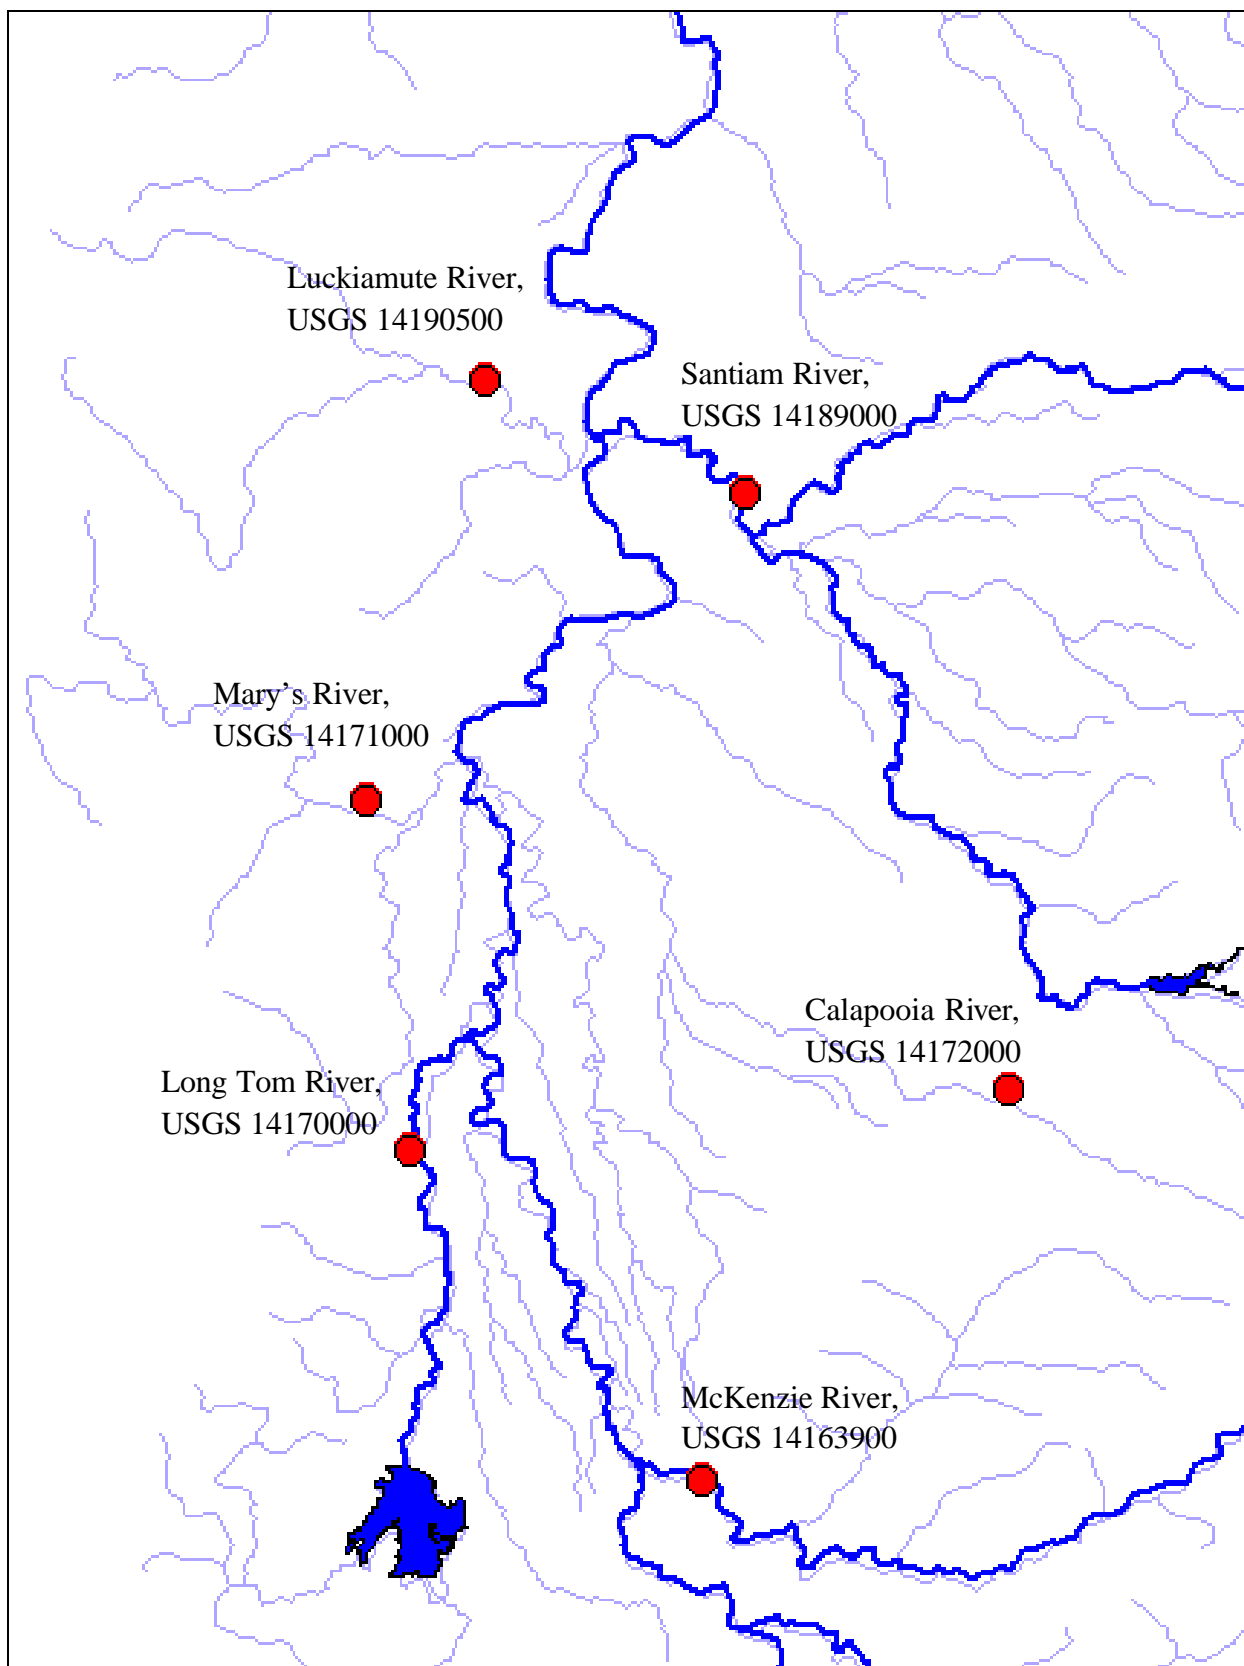 Luckiamute River,
USGS 14190500
Santiam River,
USGS 14189000
Mary's River,
USGS 14171000
Calapooia River,
USGS 14172000
Long Tom River,
USGS 14170000
McKenzie River,
USGS 14163900